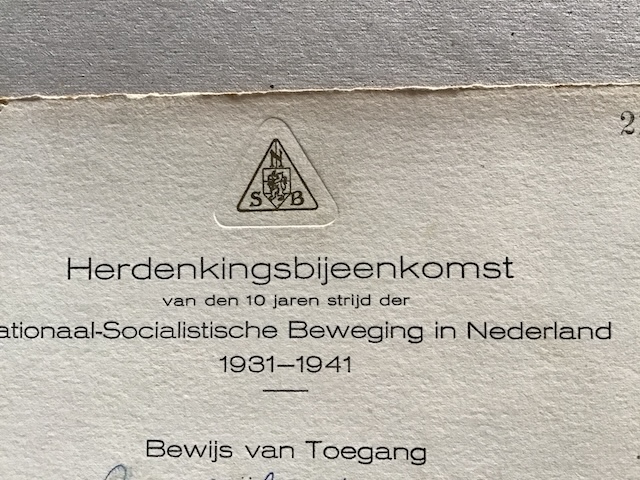 2
N
S B
Herdenkingsbijeenkomst
van den 10 jaren strijd der
ationaal-Socialistische Beweging in Nederland
1931–1941
Bewijs van Toegang